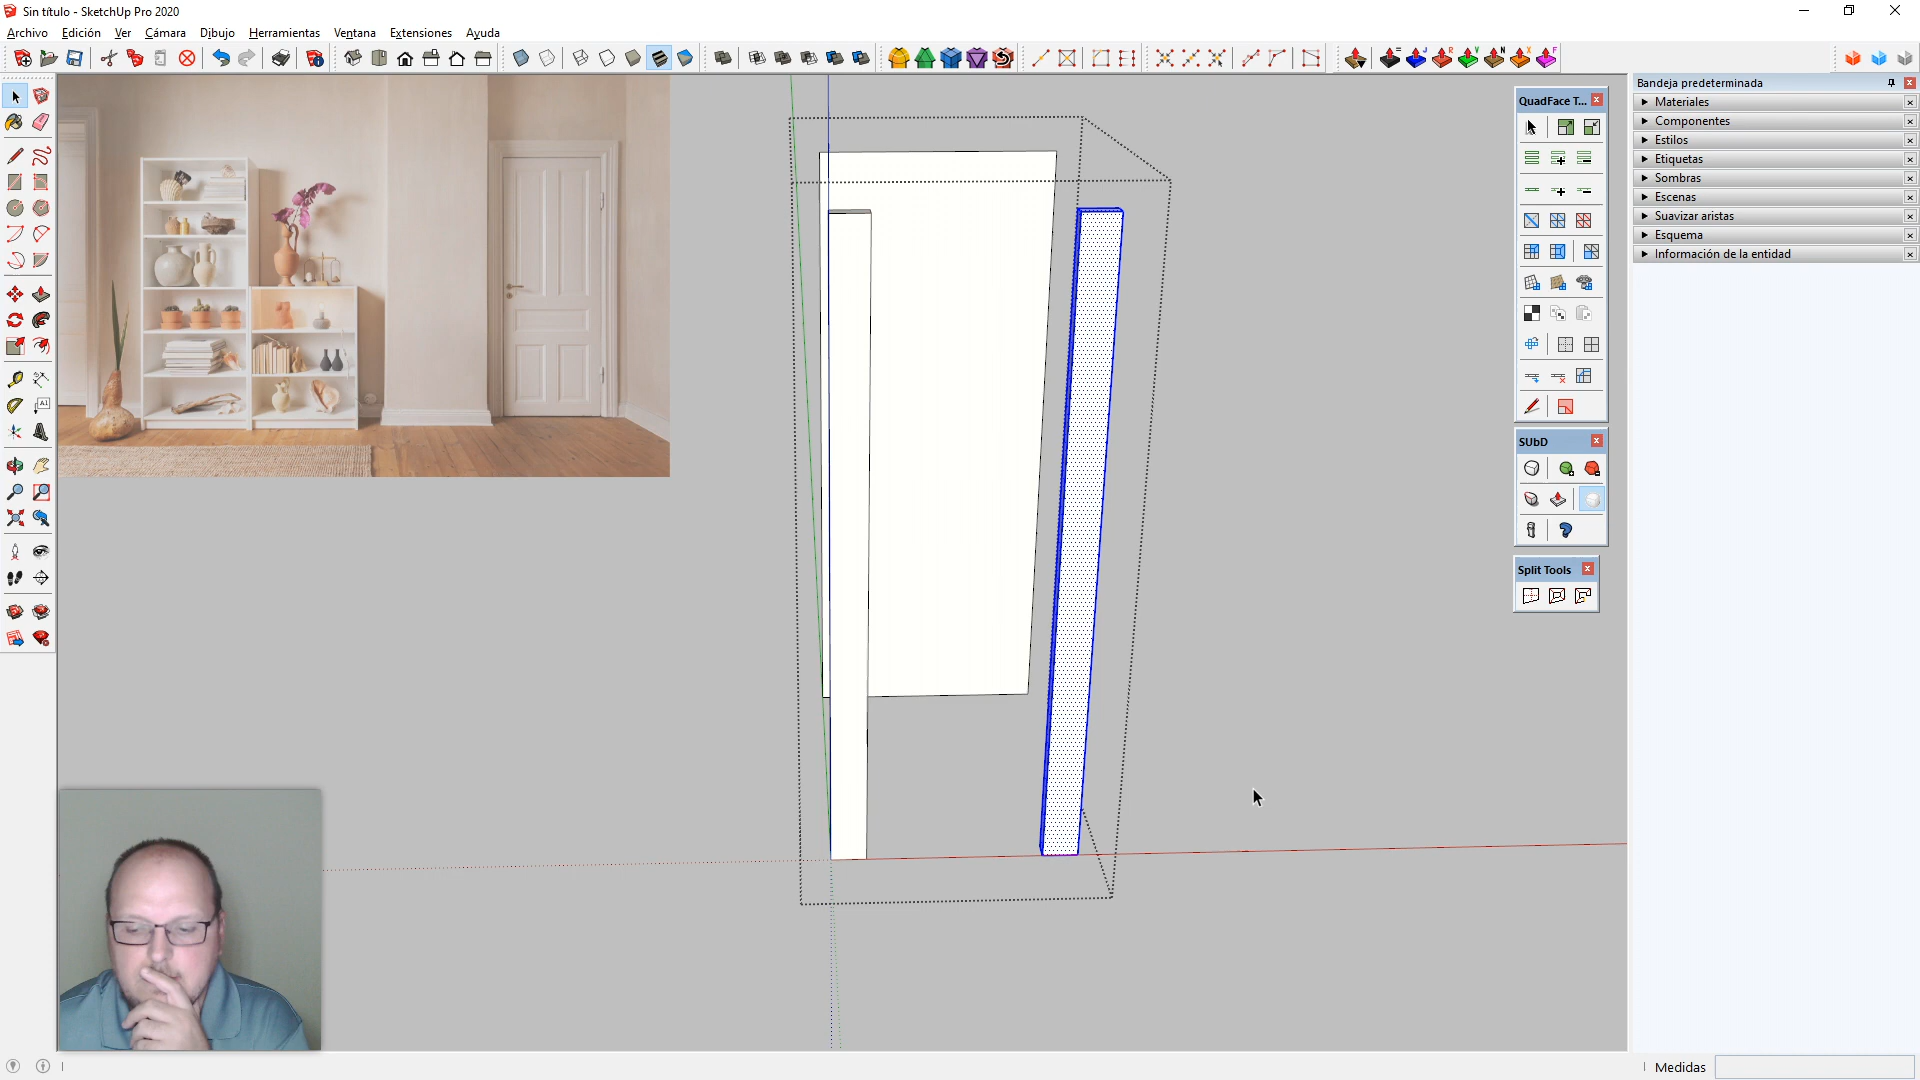 Sin título - SketchUp Pro 2020
Archivo Edición Ver Cámara Dibujo Herramientas Ventana Extensiones Ayuda
Bandeja predeterminada
Materiales
Componentes
Estilos
Etiquetas
Sombras
Escenas
Suavizar aristas
Esquema
Información de la entidad
QuadFace T...
SUbD
Split Tools
Medidas